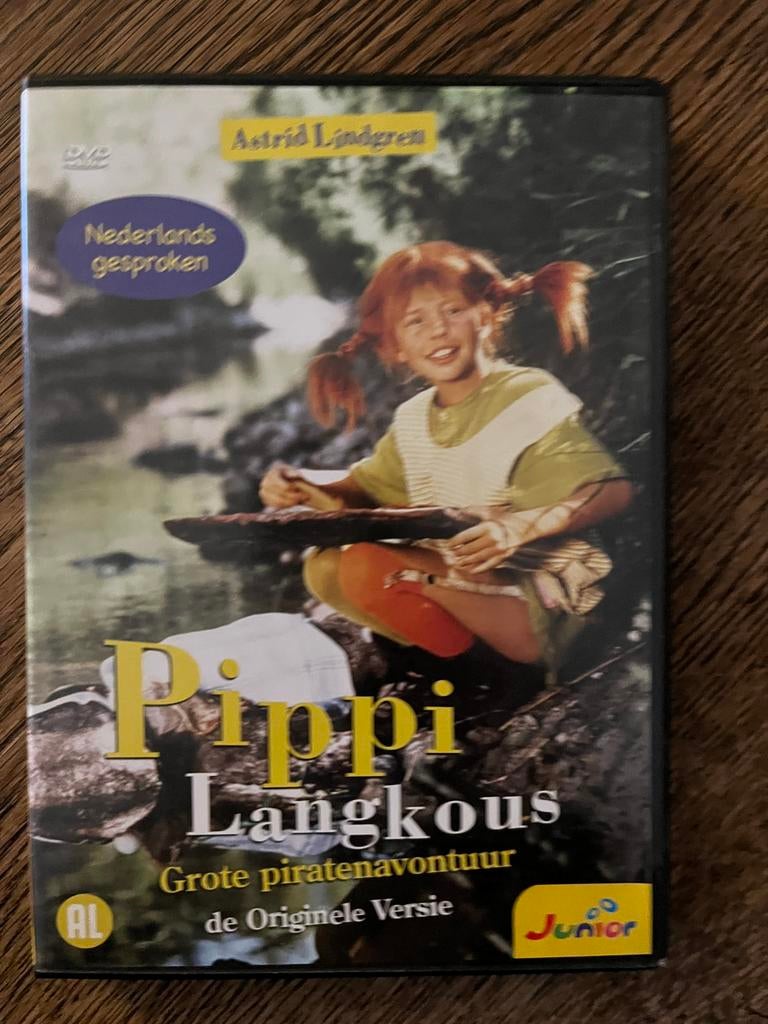 Astrid Lindgren
DVD
Nederlands
gesproken
Pippi
Langkous
Grote piratenavontuur
de Originele Versie
AL
Junior